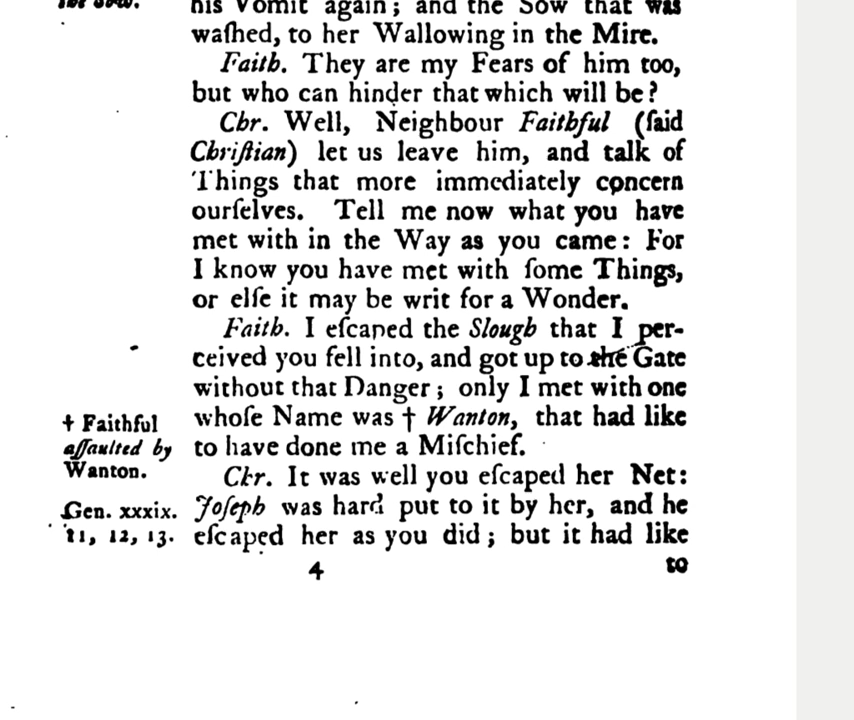 his Vomit again; and the Sow that was
waſhed, to her Wallowing in the Mire.
Faith. They are my Fears of him too,
but who can hinder that which will be?
Chr. Well, Neighbour Faithful (ſaid
Chriſtian) let us leave him, and talk of
Things that more immediately concern
ourſelves. Tell me now what you have
met with in the Way as you came: For
I know you have met with ſome Things,
or elſe it may be writ for a Wonder.
Faith. I eſcaped the Slough that I per-
ceived you fell into, and got up to the Gate
without that Danger; only I met with one
whoſe Name was † Wanton, that had like
to have done me a Miſchief.
† Faithful
aſſaulted by
Wanton.
Chr. It was well you eſcaped her Net:
Joſeph was hard put to it by her, and he
eſcaped her as you did; but it had like
Gen. xxxix.
11, 12, 13.
4
to